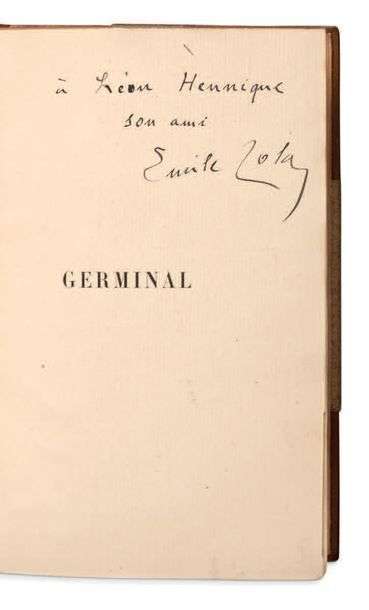 à Léon Hennique
son ami
Emile Zola
GERMINAL